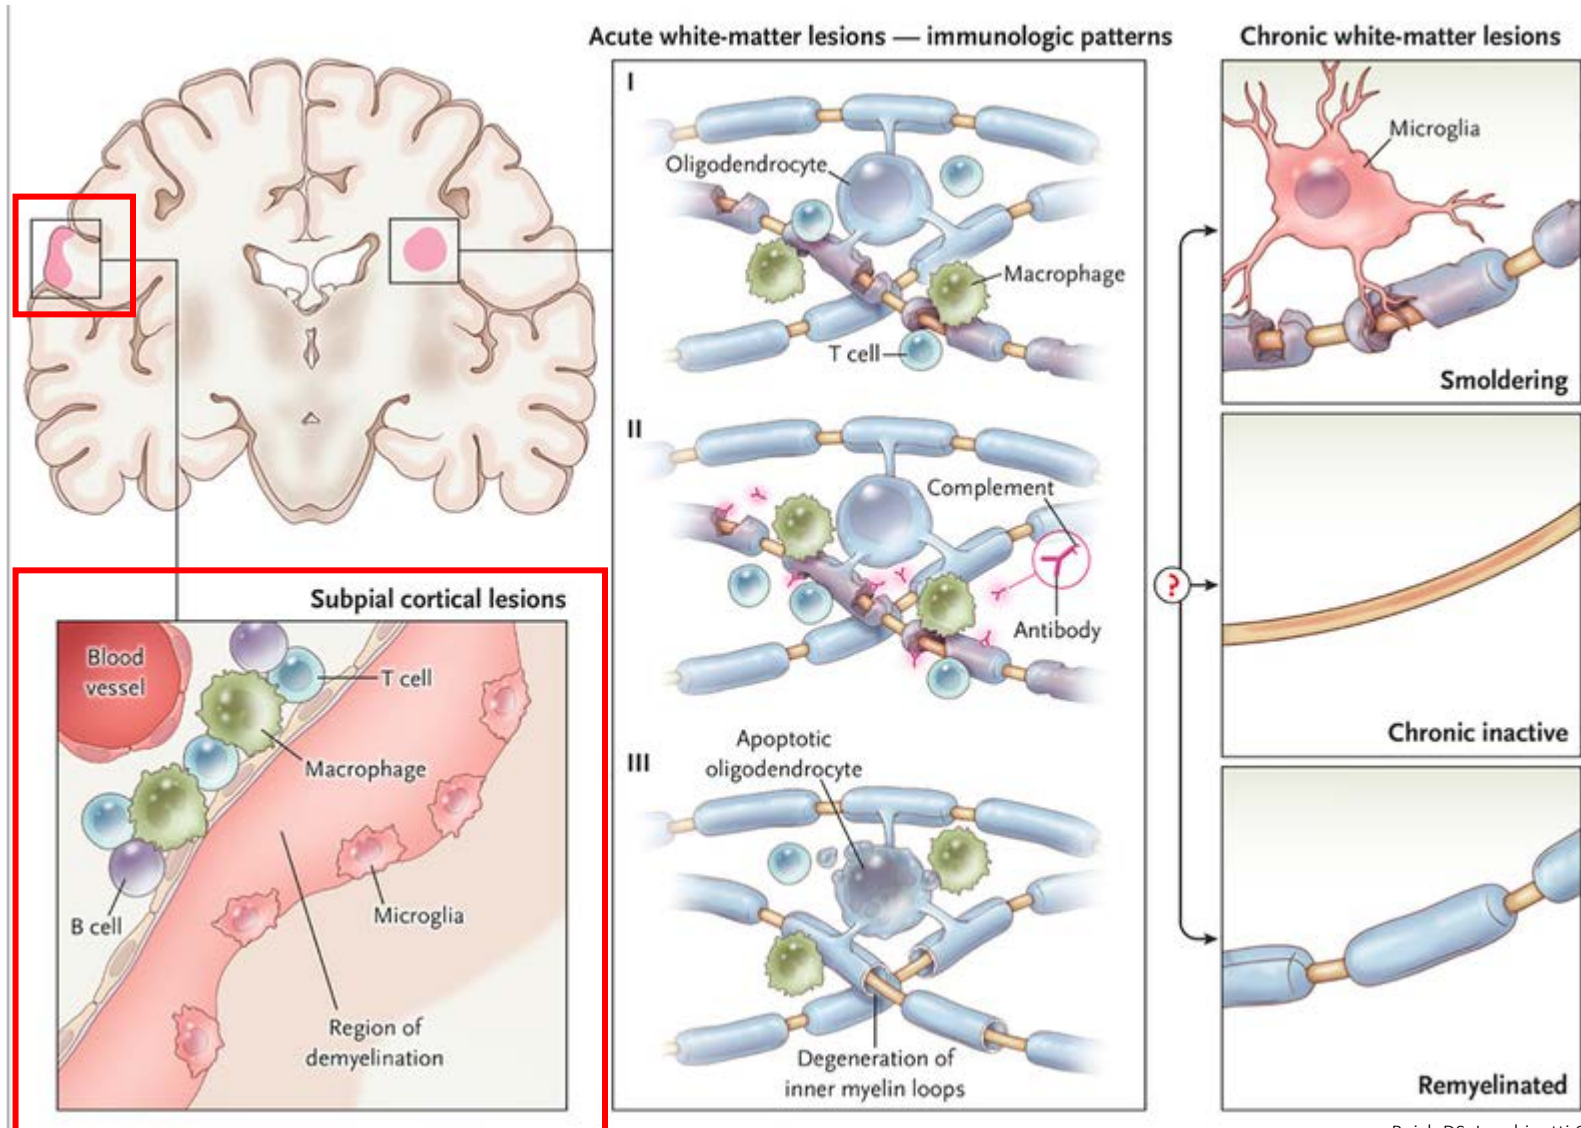 Acute white-matter lesions — immunologic patterns
Chronic white-matter lesions
I
Oligodendrocyte
Macrophage
T cell
II
Complement
Antibody
III
Apoptotic
oligodendrocyte
Degeneration of
inner myelin loops
Microglia
Smoldering
?
Chronic inactive
Remyelinated
Subpial cortical lesions
Blood
vessel
T cell
Macrophage
B cell
Microglia
Region of
demyelination